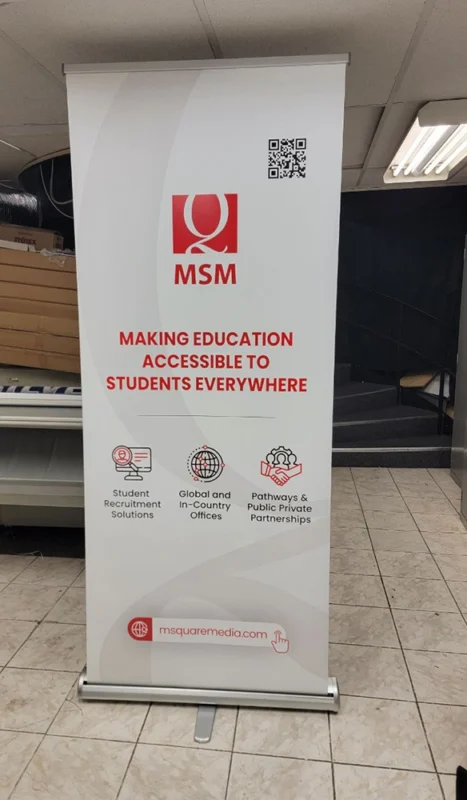 MSM
MAKING EDUCATION
ACCESSIBLE TO
STUDENTS EVERYWHERE
Student
Recruitment
Solutions
Global and
In-Country
Offices
Pathways &
Public Private
Partnerships
msquaremedia.com